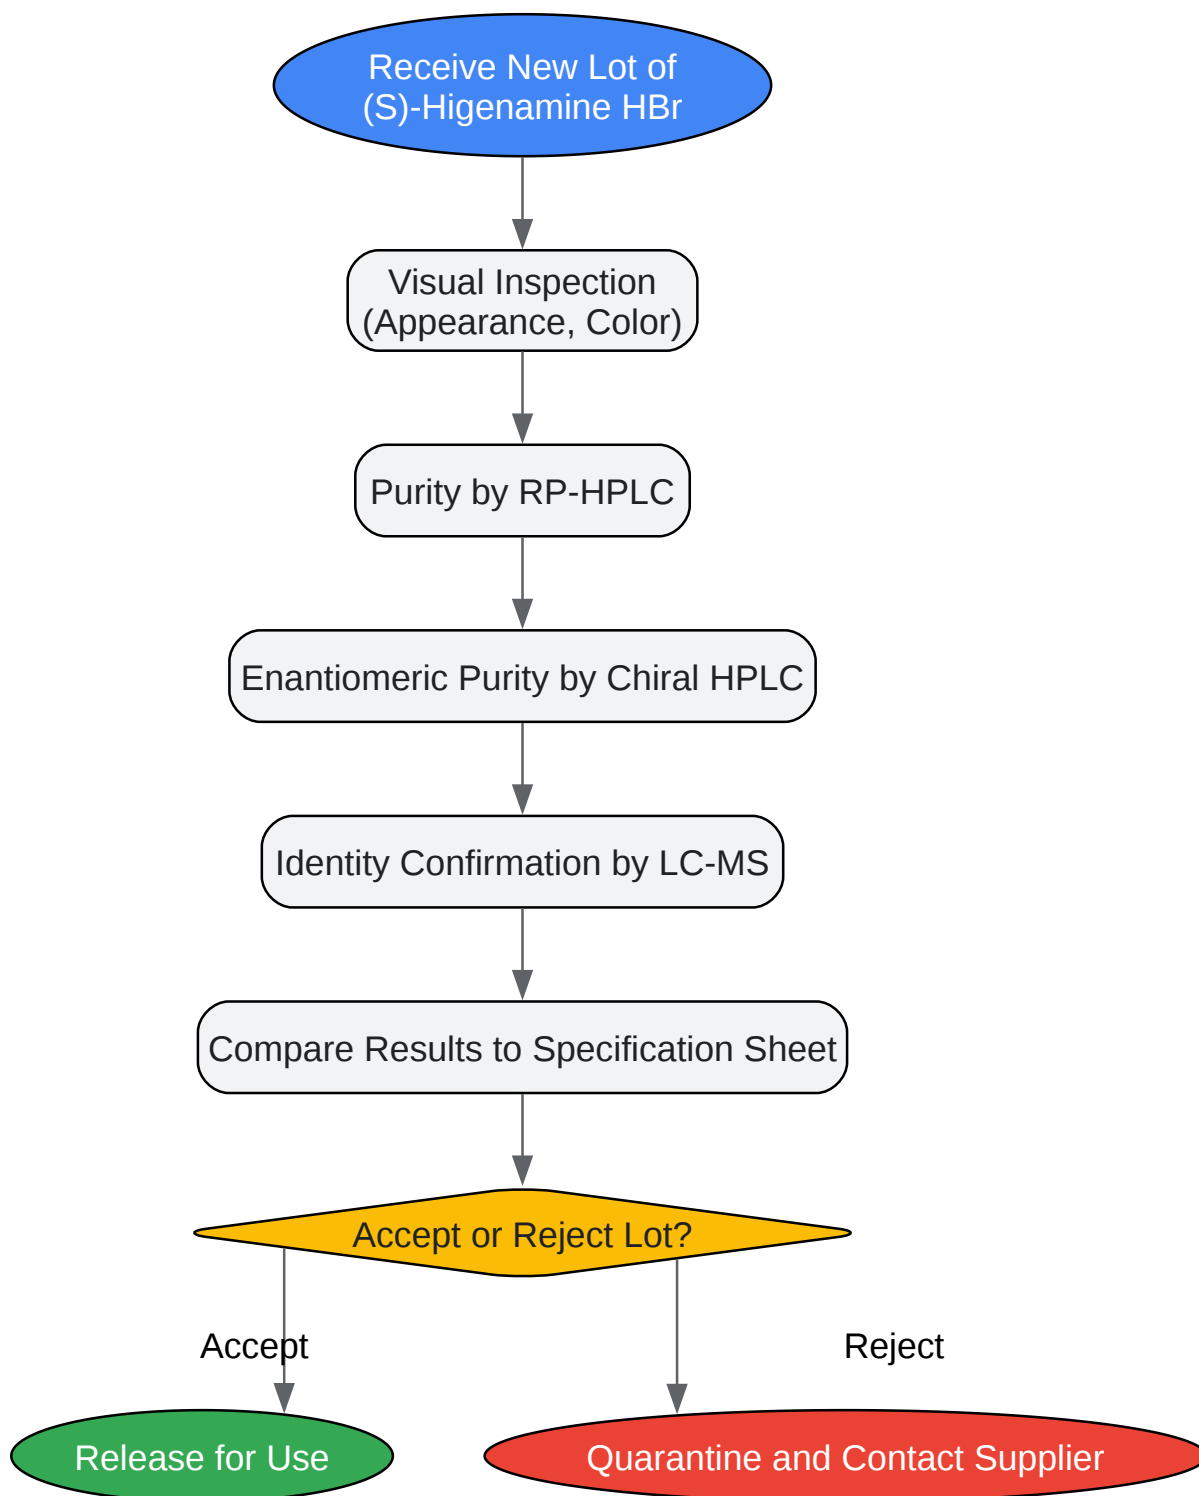 Receive New Lot of
(S)-Higenamine HBr
Visual Inspection
(Appearance, Color)
Purity by RP-HPLC
Enantiomeric Purity by Chiral HPLC
Identity Confirmation by LC-MS
Compare Results to Specification Sheet
Accept or Reject Lot?
Accept
Reject
Release for Use
Quarantine and Contact Supplier